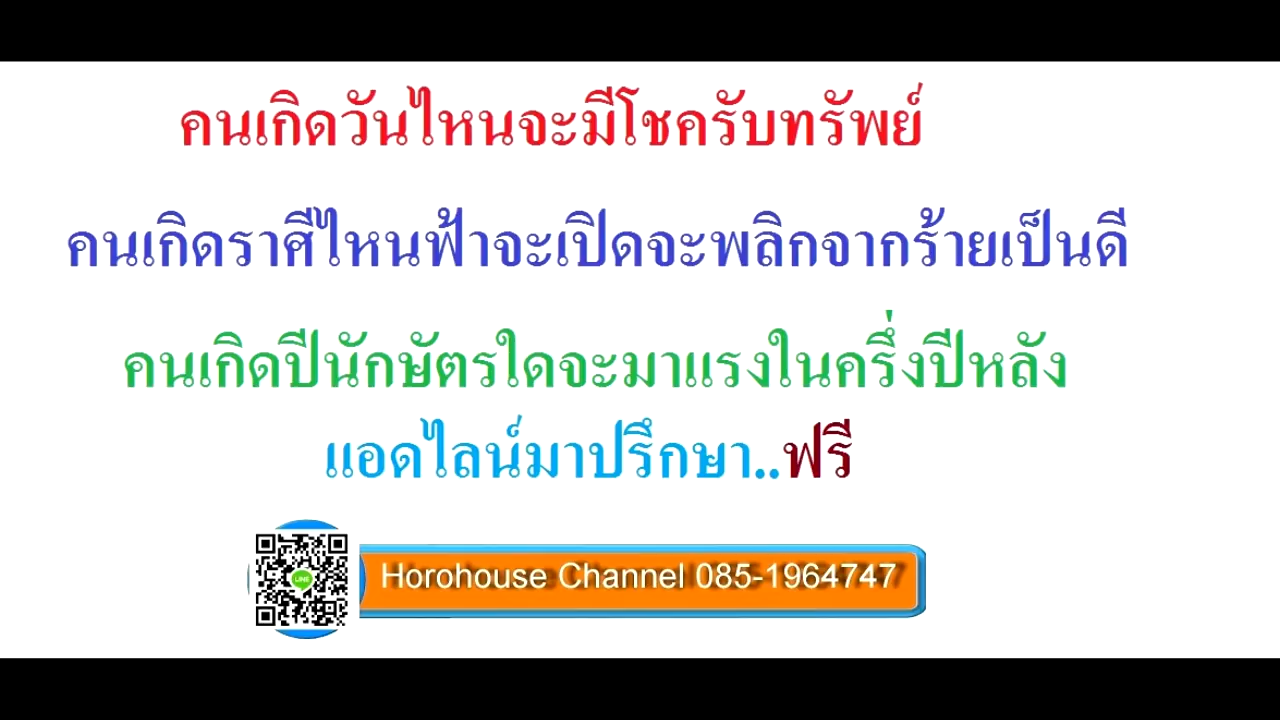 คนเกิดวันไหนจะมีโชครับทรัพย์
คนเกิดราศีไหนฟ้าจะเปิดจะพลิกจากร้ายเป็นดี
คนเกิดปีนักษัตรใดจะมาแรงในครึ่งปีหลัง
แอดไลน์มาปรึกษา..ฟรี
LINE
Horohouse Channel 085-1964747